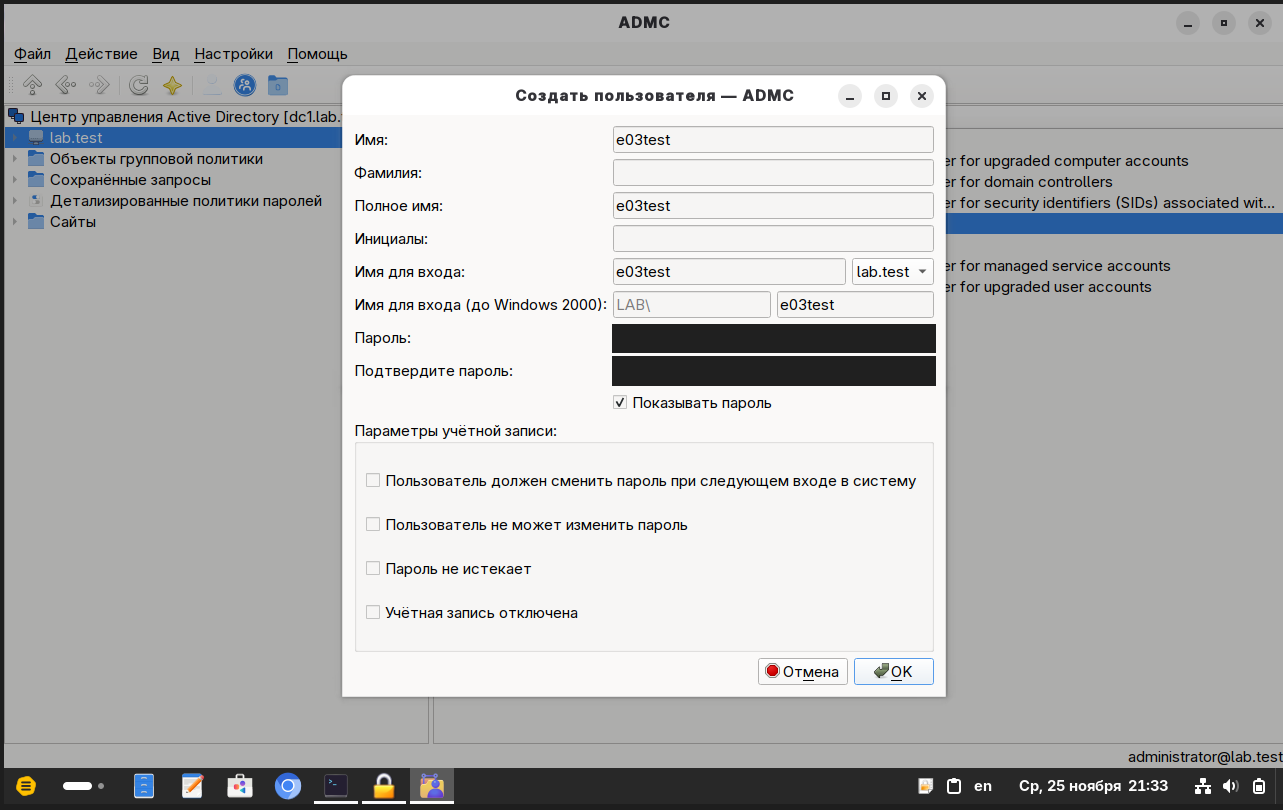 ADMC
Файл Действие Вид Настройки Помощь
Создать пользователя — ADMC
Центр управления Active Directory [dc1.lab.
lab.test
Объекты групповой политики
Сохранённые запросы
Детализированные политики паролей
Сайты
er for upgraded computer accounts
er for domain controllers
er for security identifiers (SIDs) associated wit...
er for managed service accounts
er for upgraded user accounts
Имя: e03test
Фамилия:
Полное имя: e03test
Инициалы:
Имя для входа: e03test lab.test
Имя для входа (до Windows 2000): LAB\ e03test
Пароль:
Подтвердите пароль:
Показывать пароль
Параметры учётной записи:
Пользователь должен сменить пароль при следующем входе в систему
Пользователь не может изменить пароль
Пароль не истекает
Учётная запись отключена
Отмена OK
administrator@lab.test
en Ср, 25 ноября 21:33